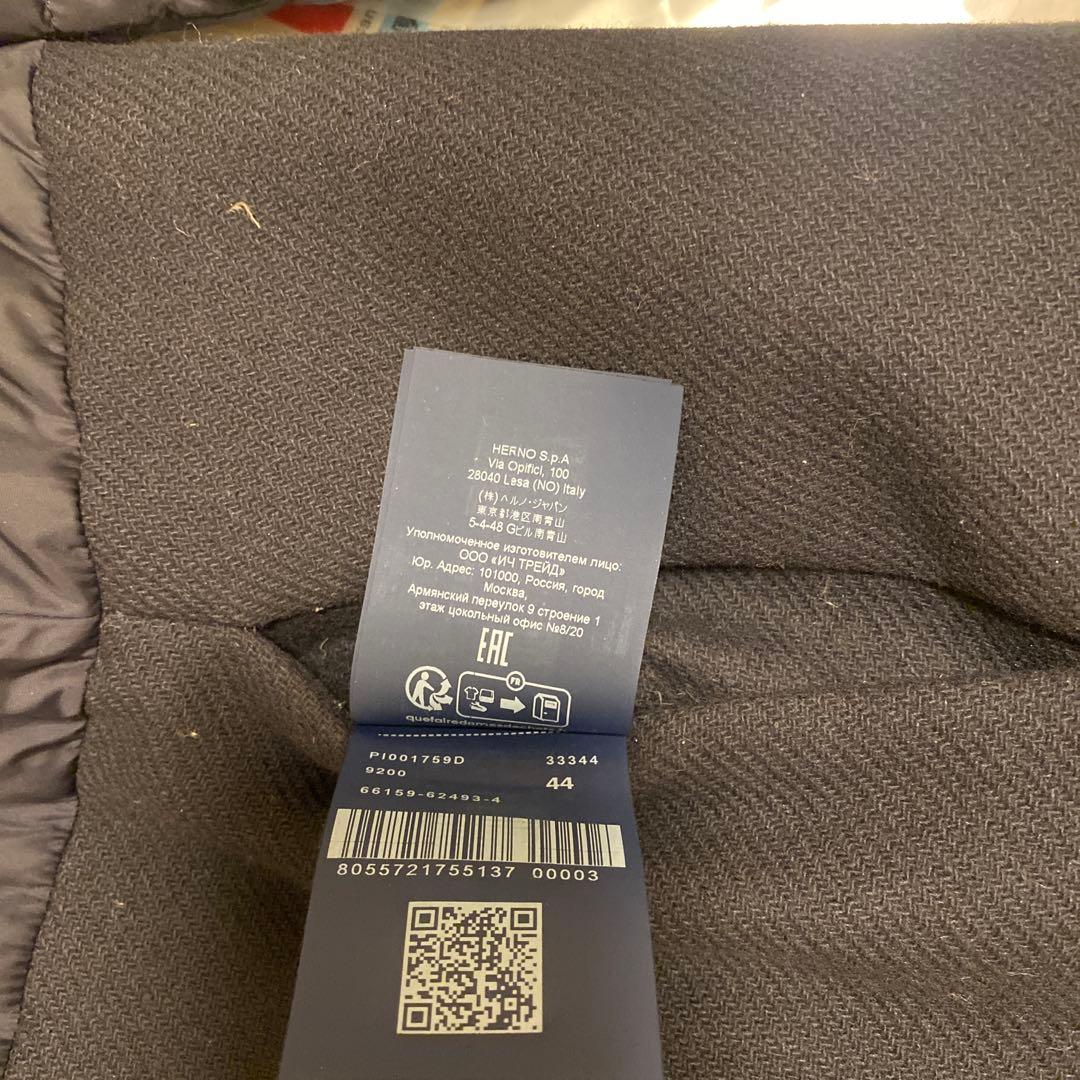 HERNO S.p.A
Via Opifici, 100
28040 Lesa (NO) Italy
(株)ヘルノ・ジャパン
東京都港区南青山
5-4-48 Gビル南青山
Уполномоченное изготовителем лицо:
ООО «ИЧ ТРЕЙД»
Юр. Адрес: 101000, Россия, город
Москва,
Армянский переулок 9 строение 1
этаж цокольный офис №8/20
EAC
FR
PI001759D 33344
9200 44
66159-62493-4
8055721755137 00003